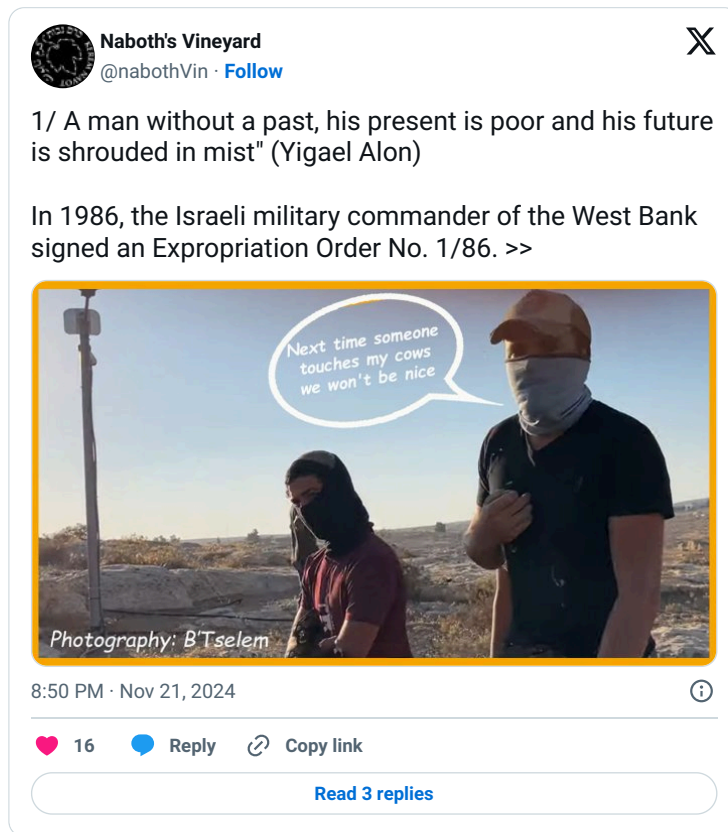 Naboth's Vineyard
@nabothVin · Follow
1/ A man without a past, his present is poor and his future
is shrouded in mist" (Yigael Alon)
In 1986, the Israeli military commander of the West Bank
signed an Expropriation Order No. 1/86. >>
Next time someone
touches my cows
we won't be nice
Photography: B'Tselem
8:50 PM · Nov 21, 2024
16 Reply Copy link
Read 3 replies